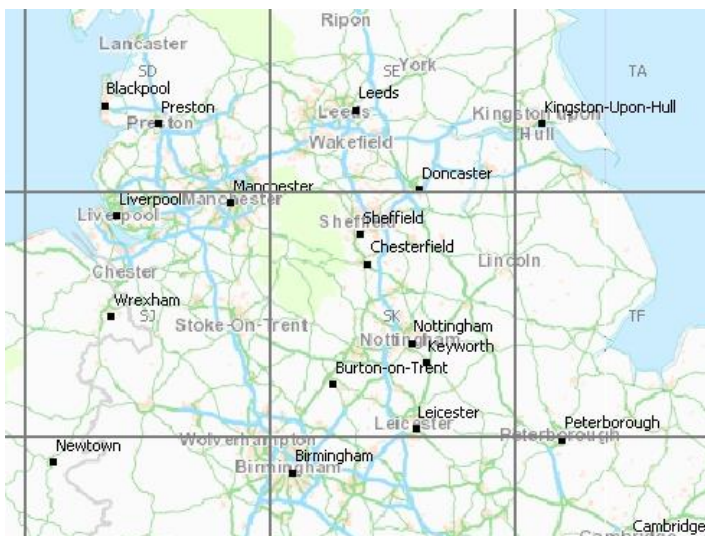 Ripon
Lancaster
SD
SE
York
TA
Blackpool
Leeds
Preston
Leeds
Kingston-Upon-Hull
Preston
Kingston upon
Hull
Wakefield
Doncaster
Manchester
Liverpool
Manchester
Liverpool
Sheffield
Sheffield
Chesterfield
Lincoln
Chester
Wrexham
SJ
SK
TF
Stoke-On-Trent
Nottingham
Nottingham
Keyworth
Burton-on-Trent
Leicester
Leicester
Peterborough
Peterborough
Wolverhampton
Newtown
Birmingham
Birmingham
Cambridge
Cambridge